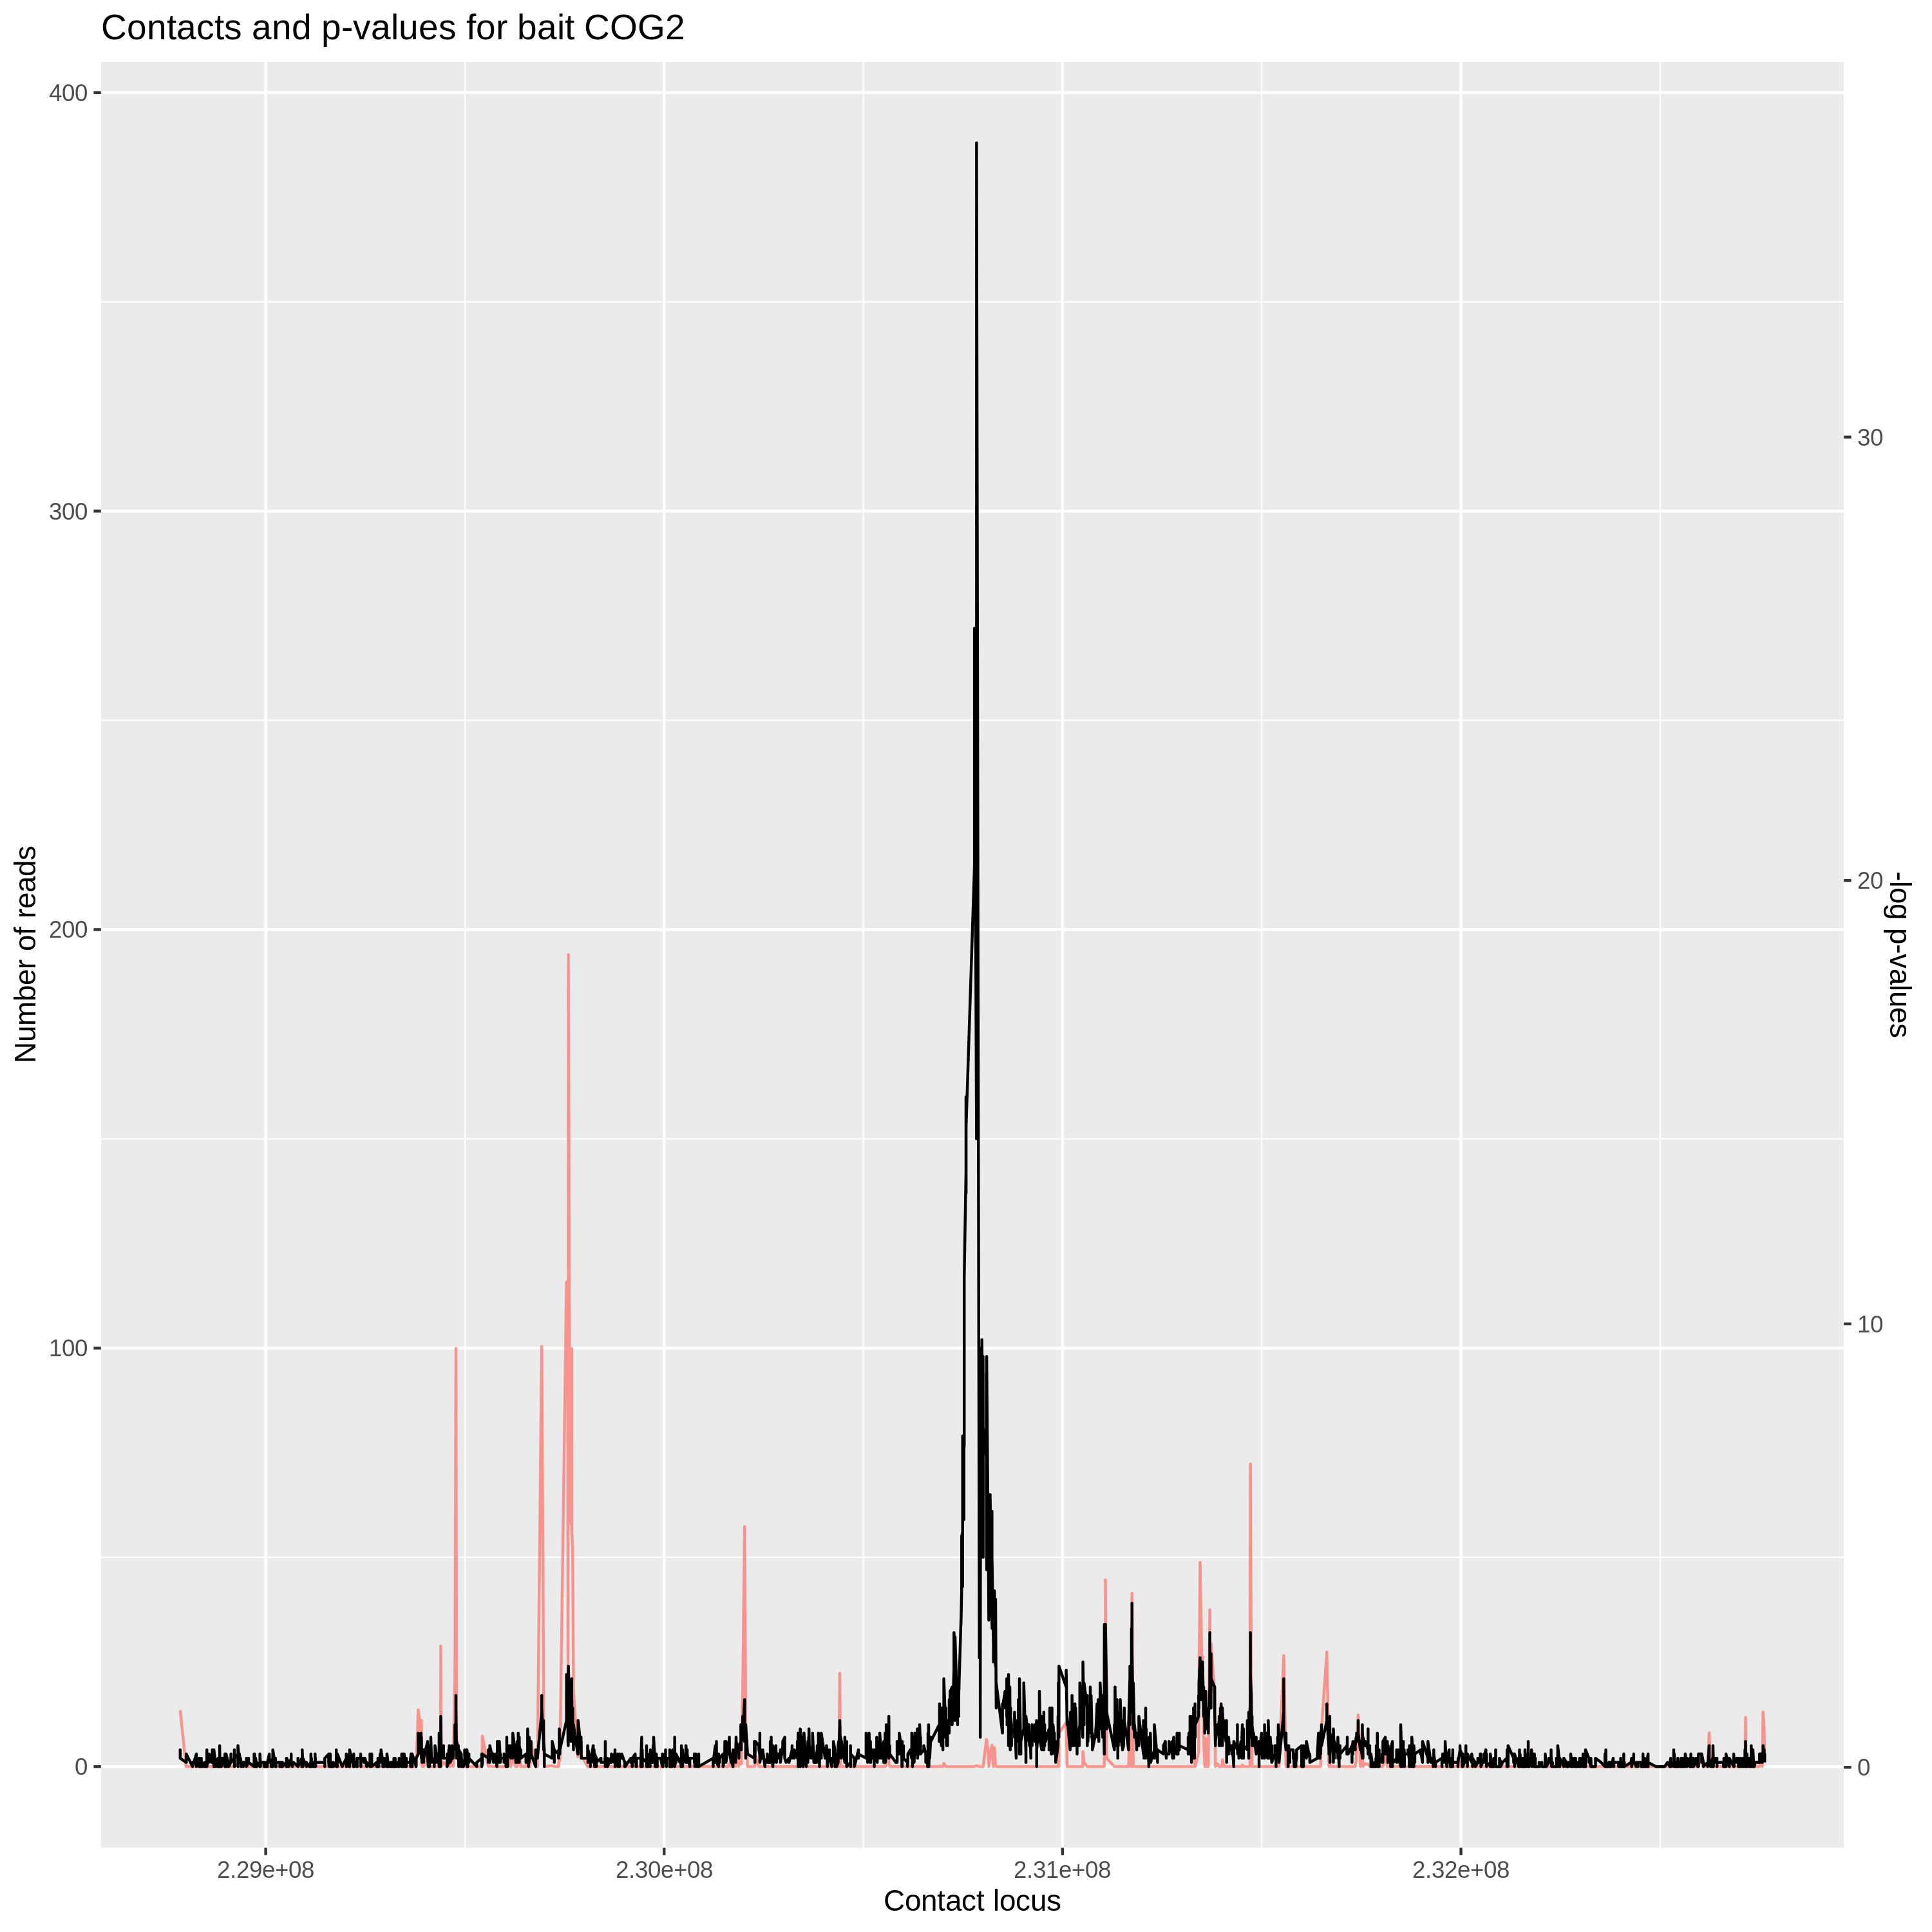 Contacts and p-values for bait COG2
400
300
200
100
0
Number of reads
30
20
10
0
-log p-values
2.29e+08
2.30e+08
2.31e+08
2.32e+08
Contact locus